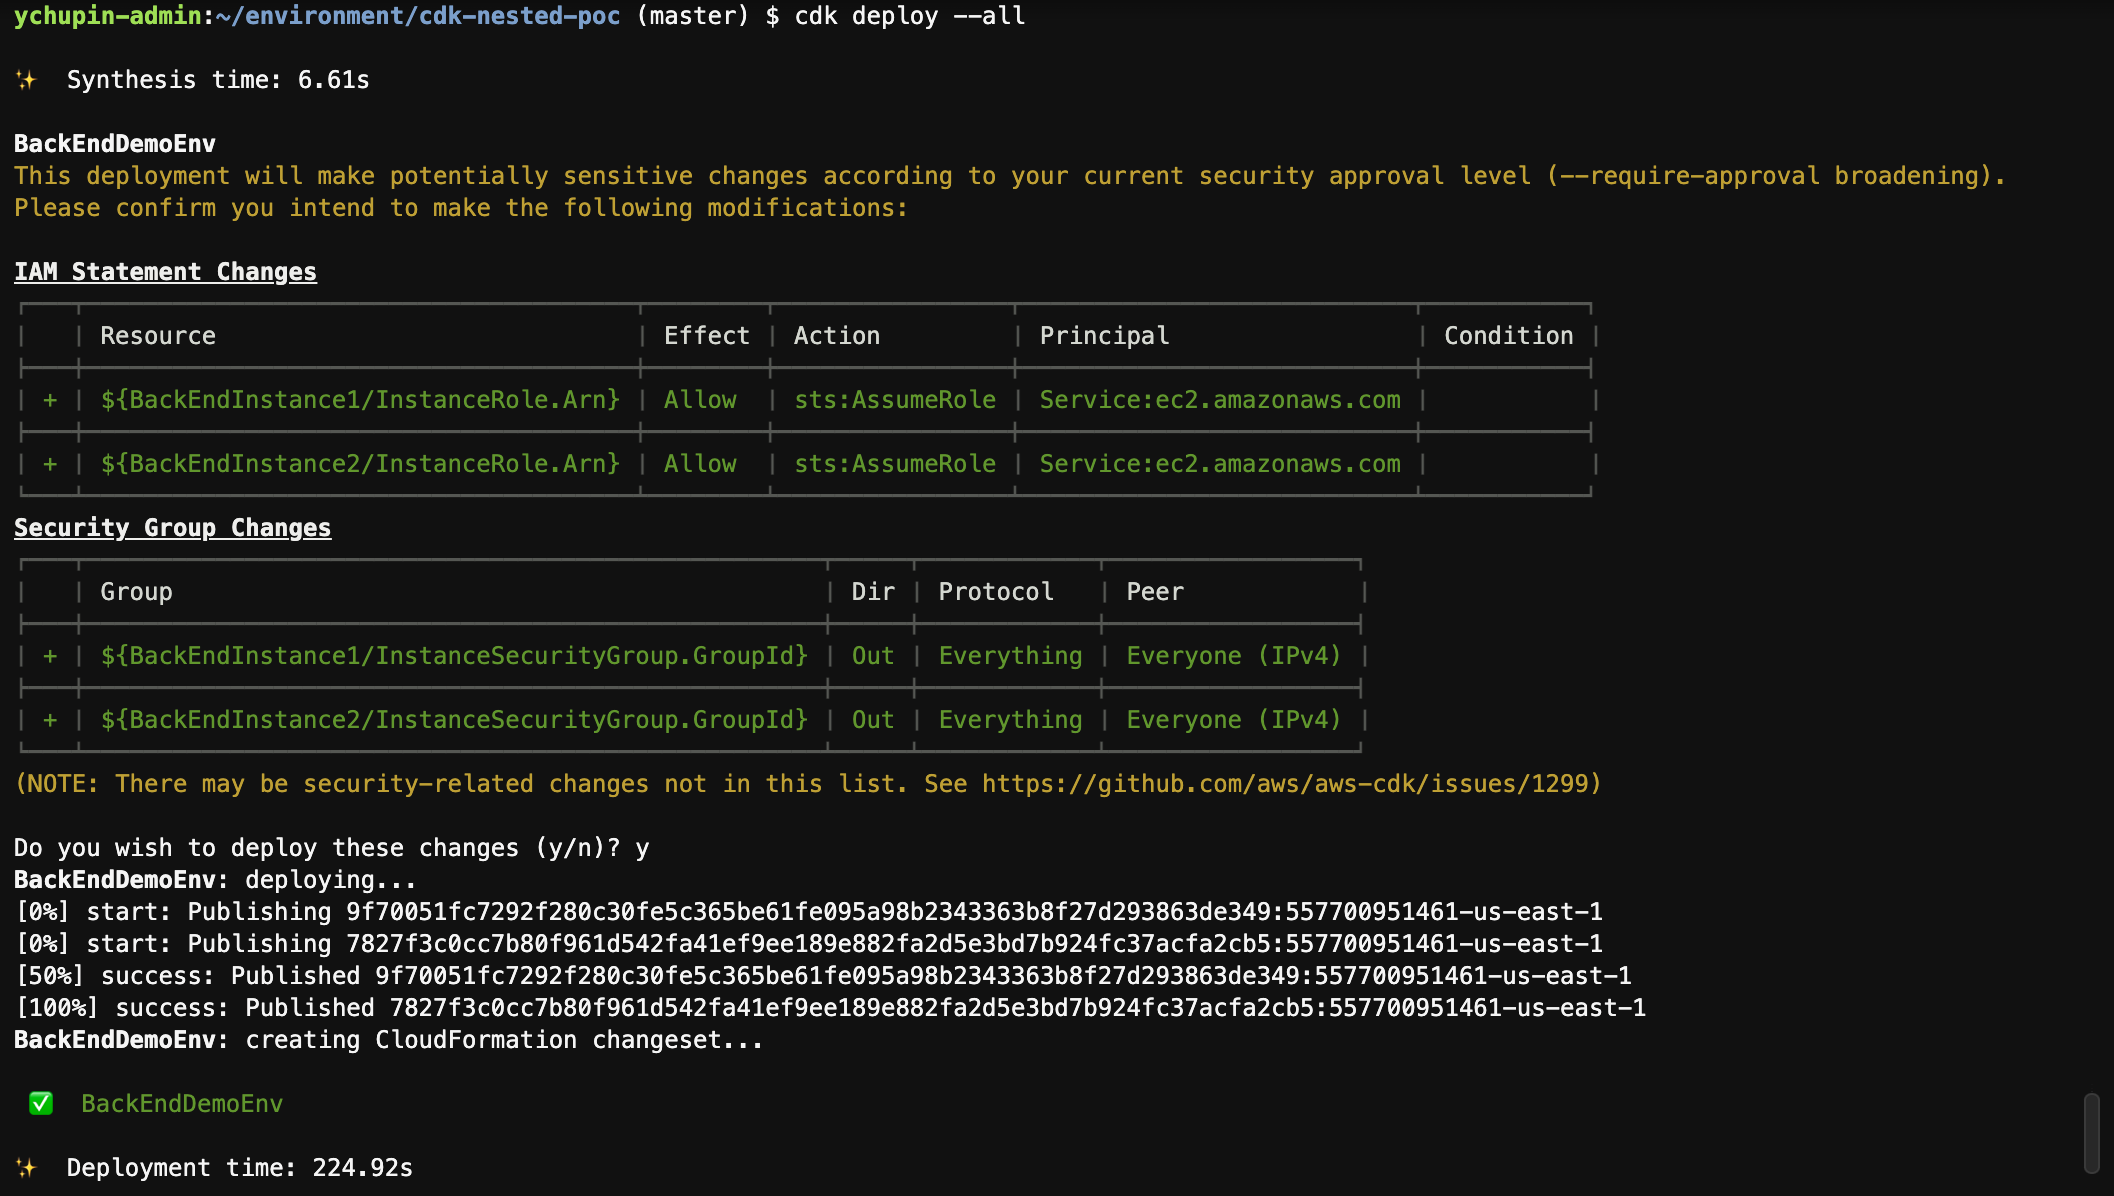 ychupin-admin:~/environment/cdk-nested-poc (master) $ cdk deploy --all
✨  Synthesis time: 6.61s
BackEndDemoEnv
This deployment will make potentially sensitive changes according to your current security approval level (--require-approval broadening).
Please confirm you intend to make the following modifications:
IAM Statement Changes
│   │ Resource │ Effect │ Action │ Principal │ Condition │
│ + │ ${BackEndInstance1/InstanceRole.Arn} │ Allow │ sts:AssumeRole │ Service:ec2.amazonaws.com │ │
│ + │ ${BackEndInstance2/InstanceRole.Arn} │ Allow │ sts:AssumeRole │ Service:ec2.amazonaws.com │ │
Security Group Changes
│   │ Group │ Dir │ Protocol │ Peer │
│ + │ ${BackEndInstance1/InstanceSecurityGroup.GroupId} │ Out │ Everything │ Everyone (IPv4) │
│ + │ ${BackEndInstance2/InstanceSecurityGroup.GroupId} │ Out │ Everything │ Everyone (IPv4) │
(NOTE: There may be security-related changes not in this list. See https://github.com/aws/aws-cdk/issues/1299)
Do you wish to deploy these changes (y/n)? y
BackEndDemoEnv: deploying...
[0%] start: Publishing 9f70051fc7292f280c30fe5c365be61fe095a98b2343363b8f27d293863de349:557700951461-us-east-1
[0%] start: Publishing 7827f3c0cc7b80f961d542fa41ef9ee189e882fa2d5e3bd7b924fc37acfa2cb5:557700951461-us-east-1
[50%] success: Published 9f70051fc7292f280c30fe5c365be61fe095a98b2343363b8f27d293863de349:557700951461-us-east-1
[100%] success: Published 7827f3c0cc7b80f961d542fa41ef9ee189e882fa2d5e3bd7b924fc37acfa2cb5:557700951461-us-east-1
BackEndDemoEnv: creating CloudFormation changeset...
✅  BackEndDemoEnv
✨  Deployment time: 224.92s